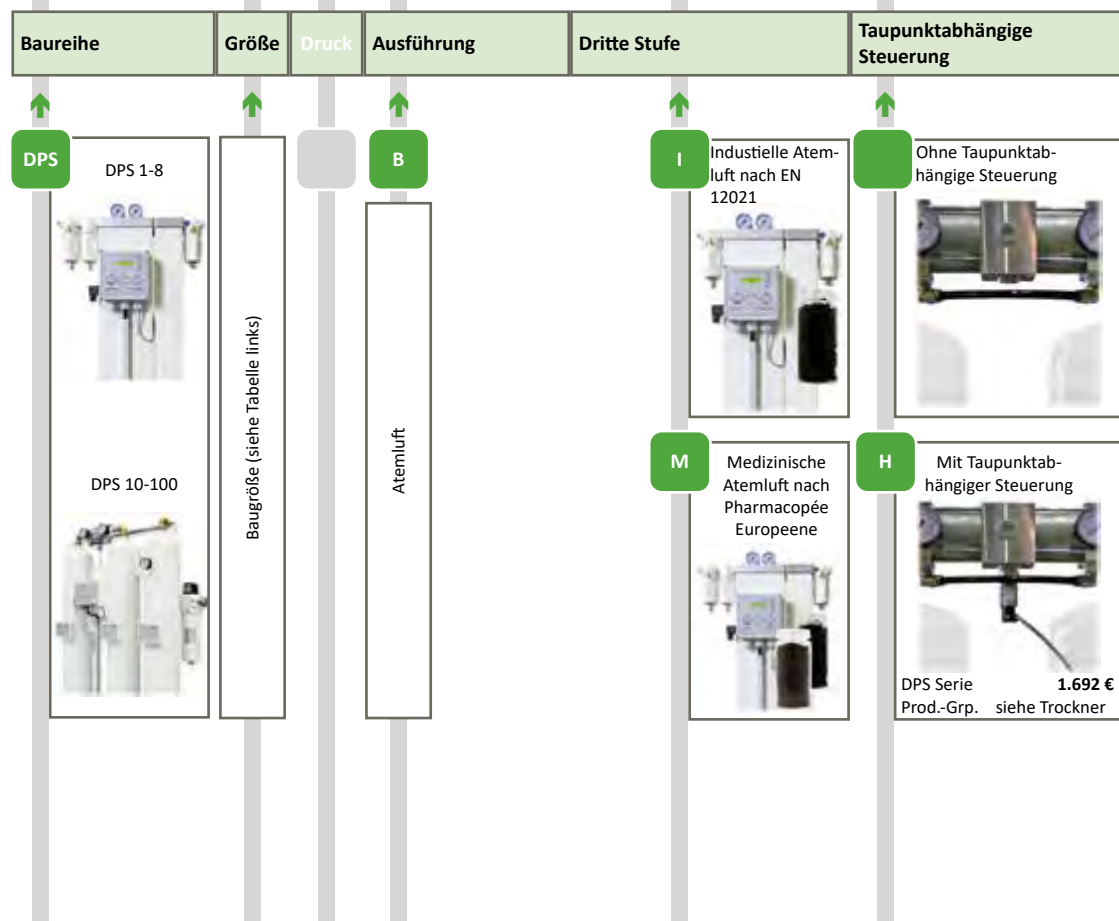 Baureihe
Größe
Druck
Ausführung
Dritte Stufe
Taupunktabhängige
Steuerung
DPS
DPS 1-8
DPS 10-100
Baugröße (siehe Tabelle links)
B
Atemluft
I
Industielle Atem-
luft nach EN
12021
M
Medizinische
Atemluft nach
Pharmacopée
Europeene
Ohne Taupunktab-
hängige Steuerung
H
Mit Taupunktab-
hängiger Steuerung
DPS Serie 1.692 €
Prod.-Grp. siehe Trockner